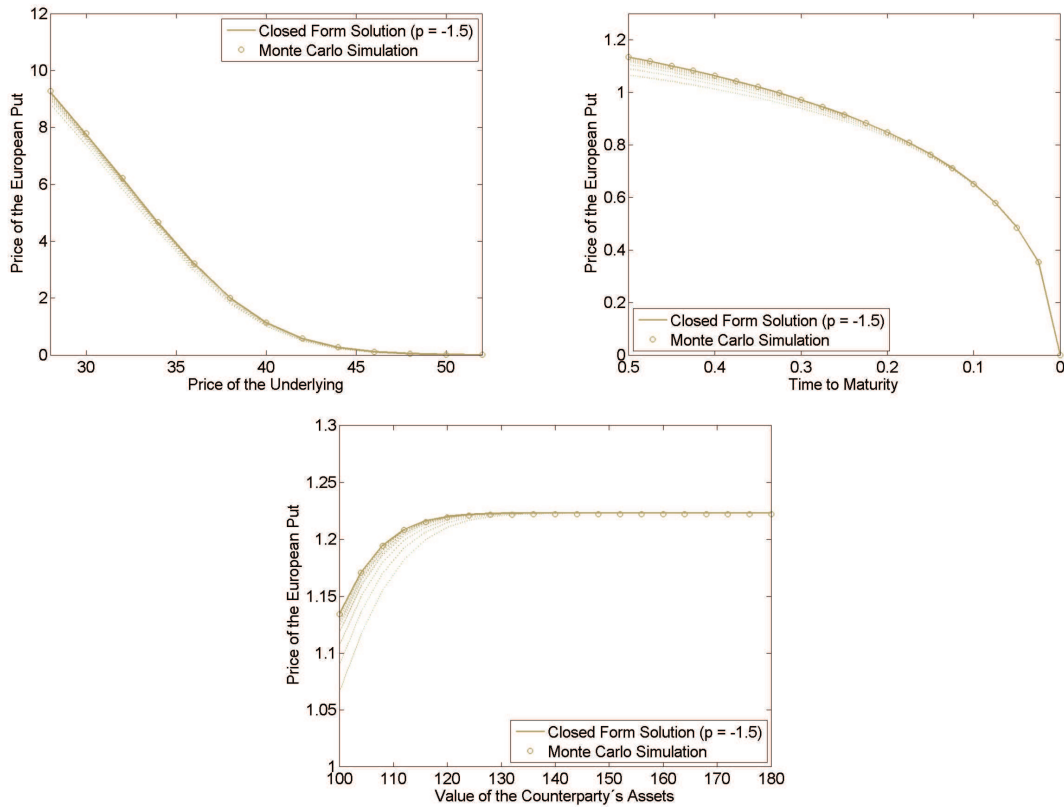 12
10
8
6
4
2
0
Price of the European Put
30 35 40 45 50
Price of the Underlying
Closed Form Solution (p = -1.5)
Monte Carlo Simulation
1.2
1
0.8
0.6
0.4
0.2
0
Price of the European Put
0.5 0.4 0.3 0.2 0.1 0
Time to Maturity
Closed Form Solution (p = -1.5)
Monte Carlo Simulation
1.3
1.25
1.2
1.15
1.1
1.05
1
Price of the European Put
100 110 120 130 140 150 160 170 180
Value of the Counterparty´s Assets
Closed Form Solution (p = -1.5)
Monte Carlo Simulation